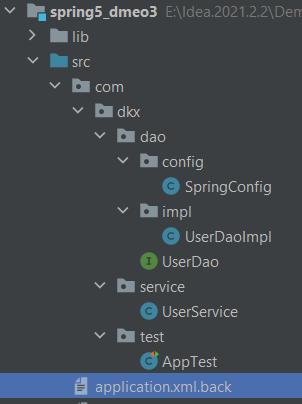 spring5_dmeo3 E:\Idea.2021.2.2\Den
lib
src
com
dkx
dao
config
SpringConfig
impl
UserDaoImpl
UserDao
service
UserService
test
AppTest
application.xml.back